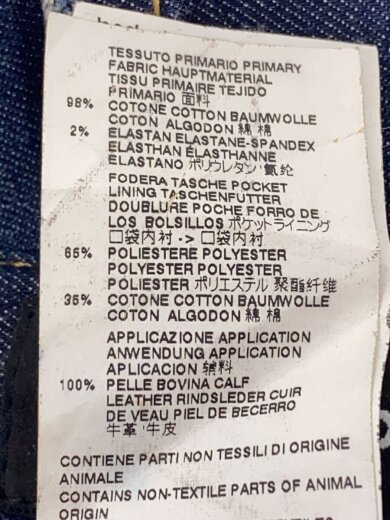 TESSUTO PRIMARIO PRIMARY
FABRIC HAUPTMATERIAL
TISSU PRIMAIRE TEJIDO
PRIMARIO 面料
98% COTONE COTTON BAUMWOLLE
COTON ALGODON 綿 棉
2% ELASTAN ELASTANE-SPANDEX
ELASTHAN ÉLASTHANNE
ELASTANO ポリウレタン 氨纶
FODERA TASCHE POCKET
LINING TASCHENFUTTER
DOUBLURE POCHE FORRO DE
LOS BOLSILLOS ポケットライニング
口袋内衬 -> 口袋内衬
65% POLIESTERE POLYESTER
POLYESTER POLYESTER
POLIESTER ポリエステル 聚酯纤维
35% COTONE COTTON BAUMWOLLE
COTON ALGODON 綿 棉
APPLICAZIONE APPLICATION
ANWENDUNG APPLICATION
APLICACION 辅料
100% PELLE BOVINA CALF
LEATHER RINDSLEDER CUIR
DE VEAU PIEL DE BECERRO
牛革 牛皮
CONTIENE PARTI NON TESSILI DI ORIGINE
ANIMALE
CONTAINS NON-TEXTILE PARTS OF ANIMAL
ORIGIN